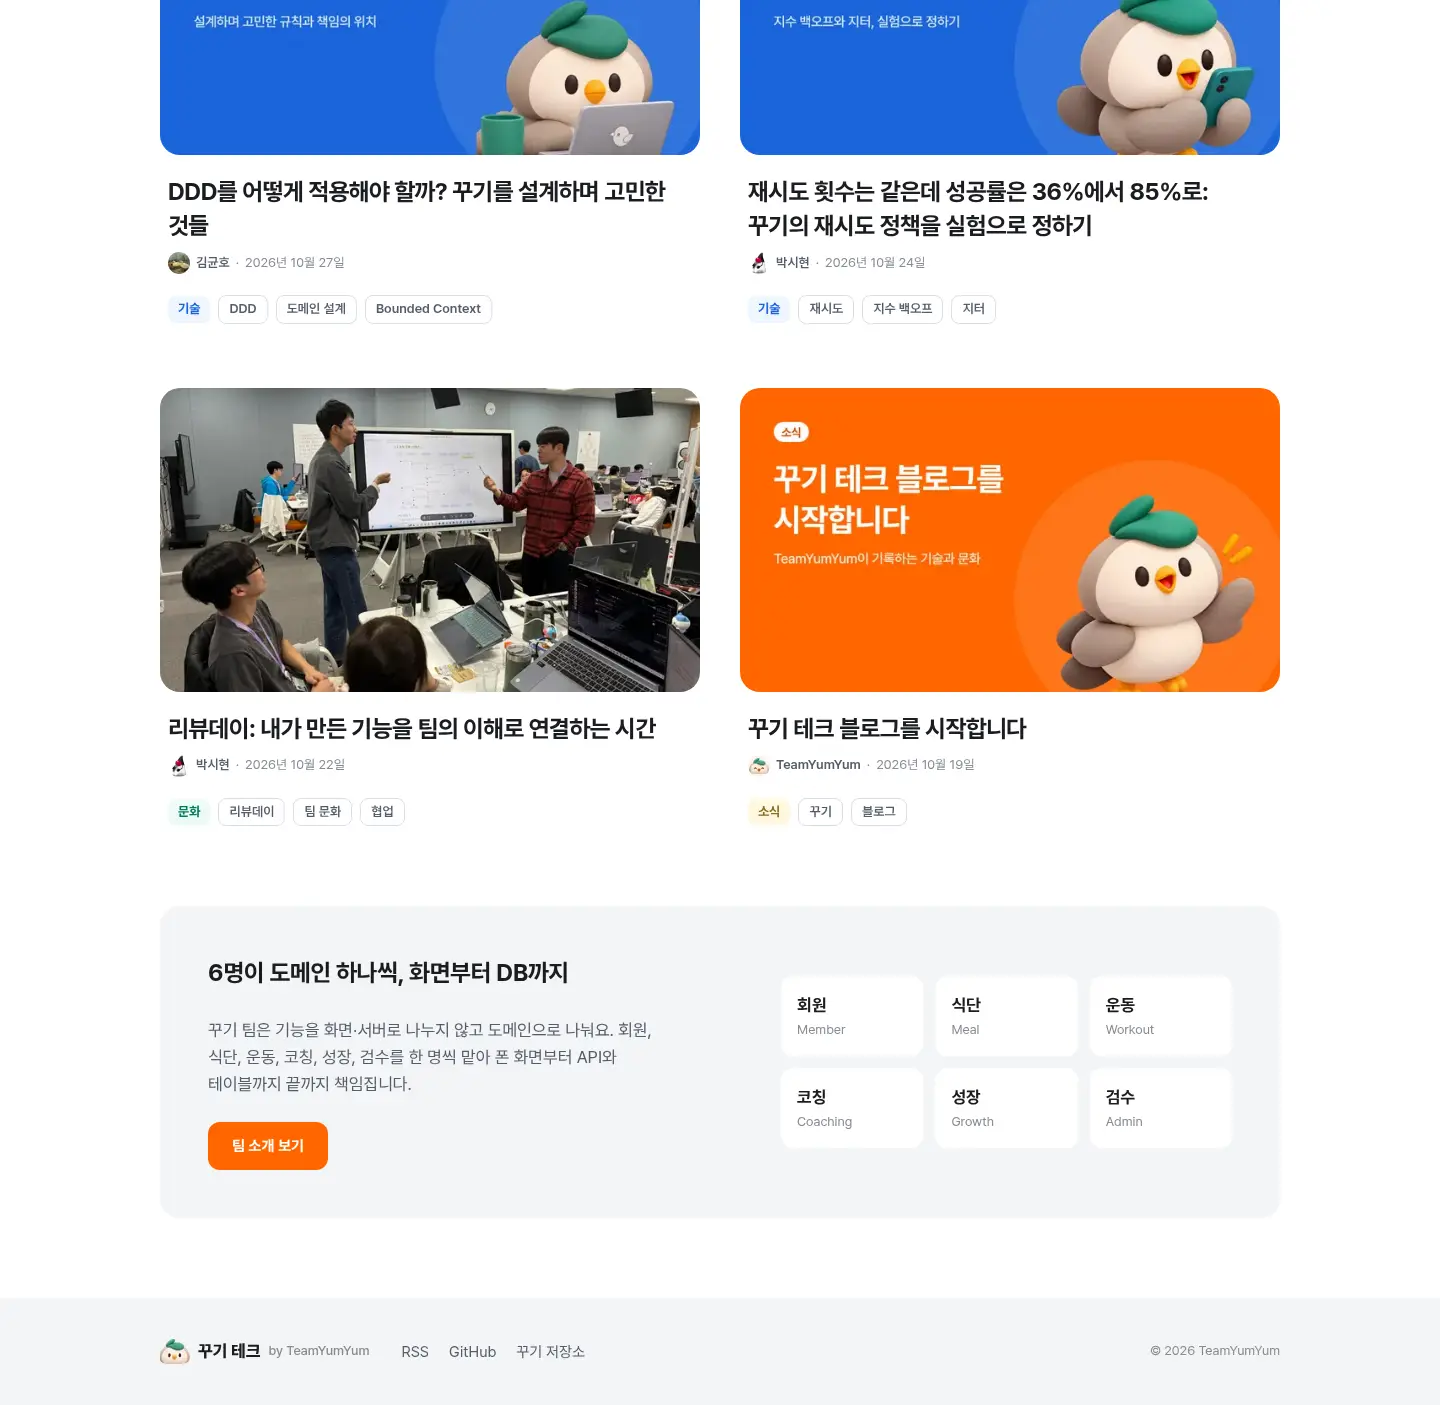 설계하며 고민한 규칙과 책임의 위치
지수 백오프와 지터, 실험으로 정하기
DDD를 어떻게 적용해야 할까? 꾸기를 설계하며 고민한
것들
김균호 · 2026년 10월 27일
기술 DDD 도메인 설계 Bounded Context
재시도 횟수는 같은데 성공률은 36%에서 85%로:
꾸기의 재시도 정책을 실험으로 정하기
박시현 · 2026년 10월 24일
기술 재시도 지수 백오프 지터
리뷰데이: 내가 만든 기능을 팀의 이해로 연결하는 시간
박시현 · 2026년 10월 22일
문화 리뷰데이 팀 문화 협업
소식
꾸기 테크 블로그를
시작합니다
TeamYumYum이 기록하는 기술과 문화
꾸기 테크 블로그를 시작합니다
TeamYumYum · 2026년 10월 19일
소식 꾸기 블로그
6명이 도메인 하나씩, 화면부터 DB까지
꾸기 팀은 기능을 화면·서버로 나누지 않고 도메인으로 나눠요. 회원,
식단, 운동, 코칭, 성장, 검수를 한 명씩 맡아 폰 화면부터 API와
테이블까지 끝까지 책임집니다.
팀 소개 보기
회원
Member
식단
Meal
운동
Workout
코칭
Coaching
성장
Growth
검수
Admin
꾸기 테크 by TeamYumYum RSS GitHub 꾸기 저장소
© 2026 TeamYumYum